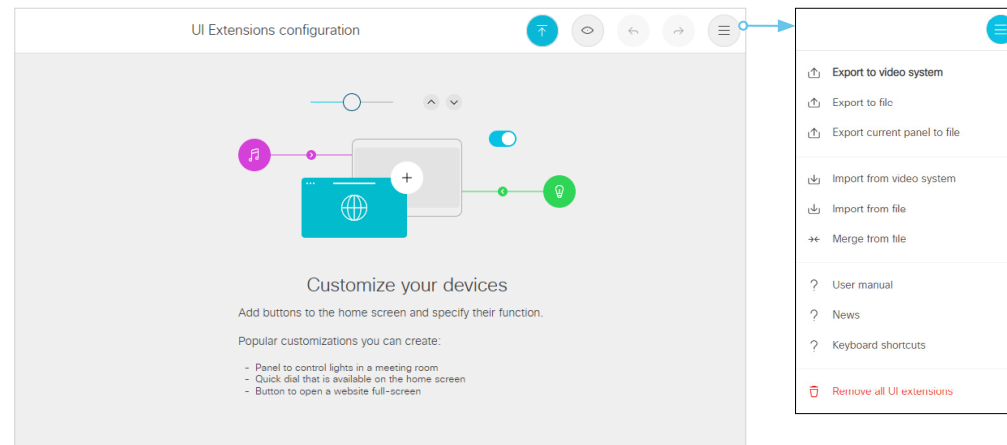 UI Extensions configuration
Customize your devices
Add buttons to the home screen and specify their function.
Popular customizations you can create:
- Panel to control lights in a meeting room
- Quick dial that is available on the home screen
- Button to open a website full-screen
Export to video system
Export to file
Export current panel to file
Import from video system
Import from file
Merge from file
? User manual
? News
? Keyboard shortcuts
Remove all UI extensions